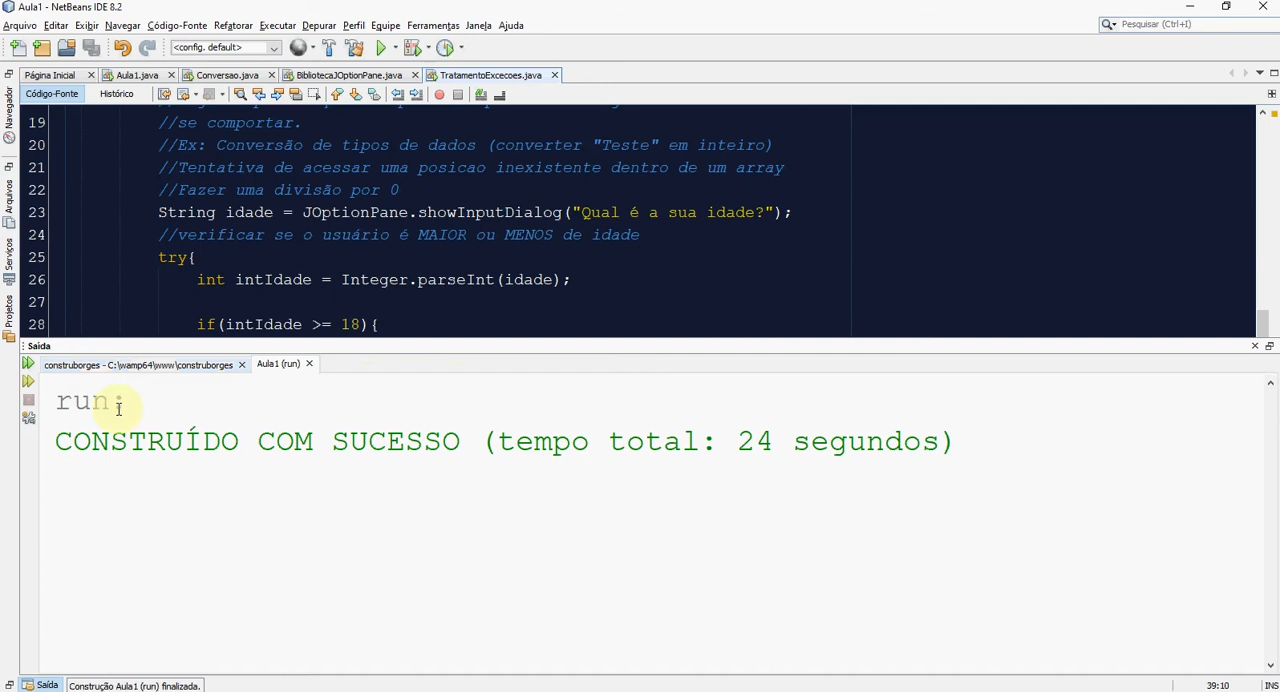 Aula1 - NetBeans IDE 8.2
Arquivo Editar Exibir Navegar Código-Fonte Refatorar Executar Depurar Perfil Equipe Ferramentas Janela Ajuda
Pesquisar (Ctrl+I)
<config. default>
Página Inicial Aula1.java Conversao.java BibliotecaJOptionPane.java TratamentoExcecoes.java
Código-Fonte Histórico
Navegador
Arquivos
Serviços
Projetos
19 //se comportar.
20 //Ex: Conversão de tipos de dados (converter "Teste" em inteiro)
21 //Tentativa de acessar uma posicao inexistente dentro de um array
22 //Fazer uma divisão por 0
23 String idade = JOptionPane.showInputDialog("Qual é a sua idade?");
24 //verificar se o usuário é MAIOR ou MENOS de idade
25 try{
26 int intIdade = Integer.parseInt(idade);
27
28 if(intIdade >= 18){
Saída
construborges - C:\wamp64\www\construborges Aula1 (run)
run:
CONSTRUÍDO COM SUCESSO (tempo total: 24 segundos)
Saída Construção Aula1 (run) finalizada.
39:10 INS